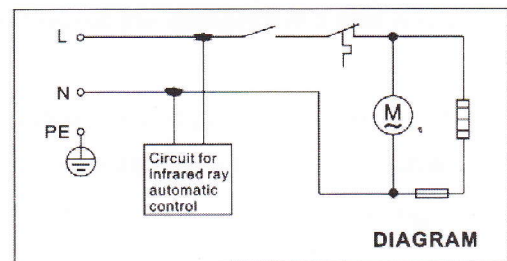 L
N
PE
M
Circuit for
infrared ray
automatic
control
DIAGRAM